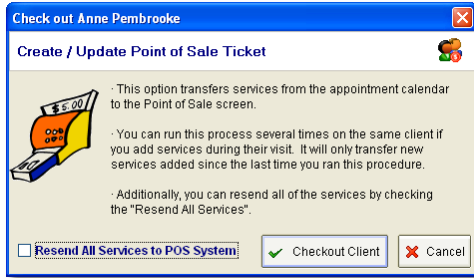 Check out Anne Pembrooke
Create / Update Point of Sale Ticket
$5.00
· This option transfers services from the appointment calendar
to the Point of Sale screen.
· You can run this process several times on the same client if
you add services during their visit. It will only transfer new
services added since the last time you ran this procedure.
· Additionally, you can resend all of the services by checking
the "Resend All Services".
Resend All Services to POS System
Checkout Client
Cancel